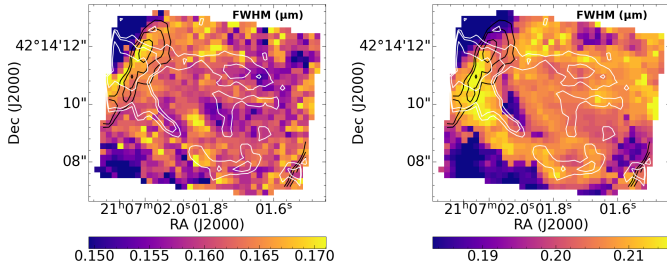 FWHM (μm)
42°14'12"
10"
08"
Dec (J2000)
21ʰ07ᵐ02.0ˢ01.8ˢ
01.6ˢ
RA (J2000)
0.150 0.155 0.160 0.165 0.170
FWHM (μm)
42°14'12"
10"
08"
Dec (J2000)
21ʰ07ᵐ02.0ˢ01.8ˢ
01.6ˢ
RA (J2000)
0.19 0.20 0.21